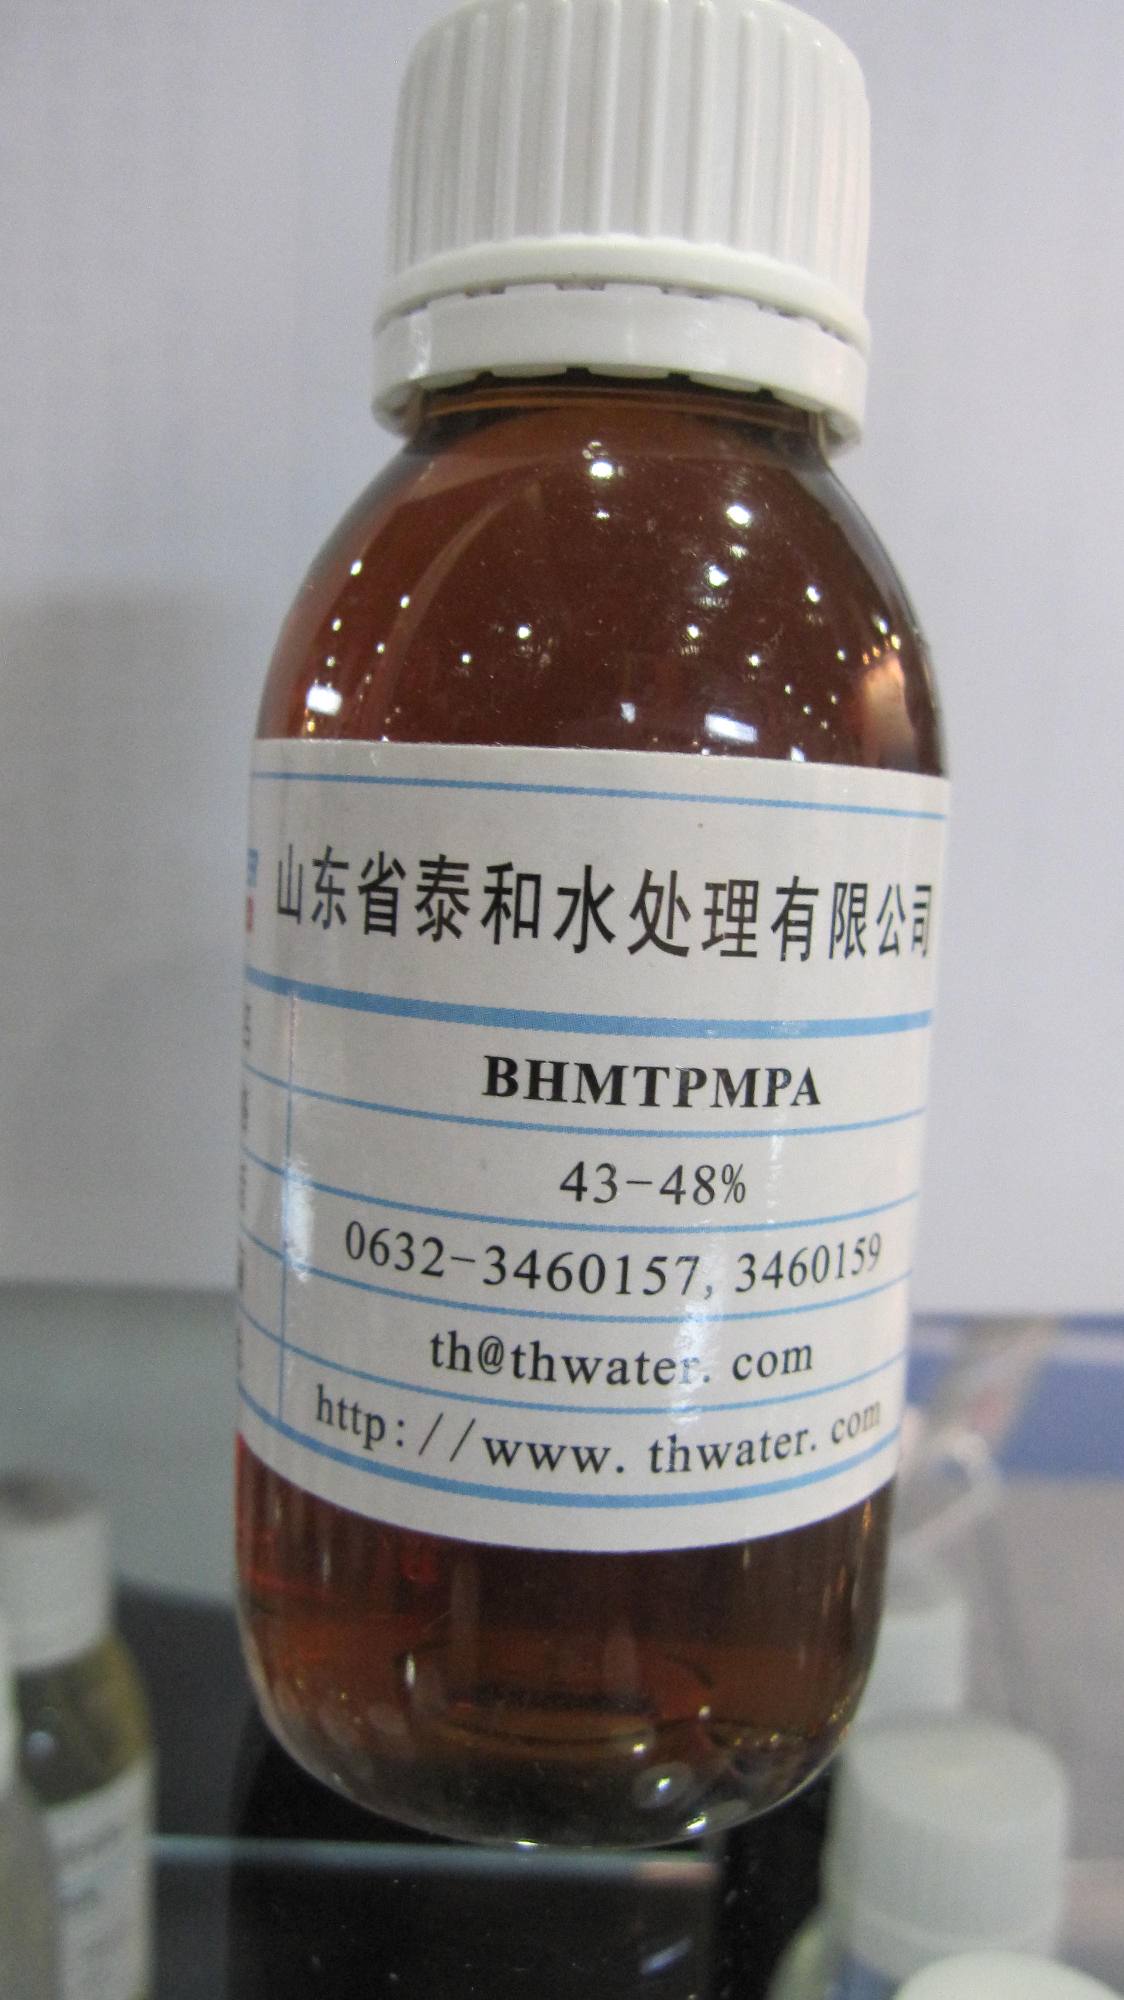 山东省泰和水处理有限公司
BHMTPMPA
43-48%
0632-3460157, 3460159
th@thwater. com
http://www. thwater. com